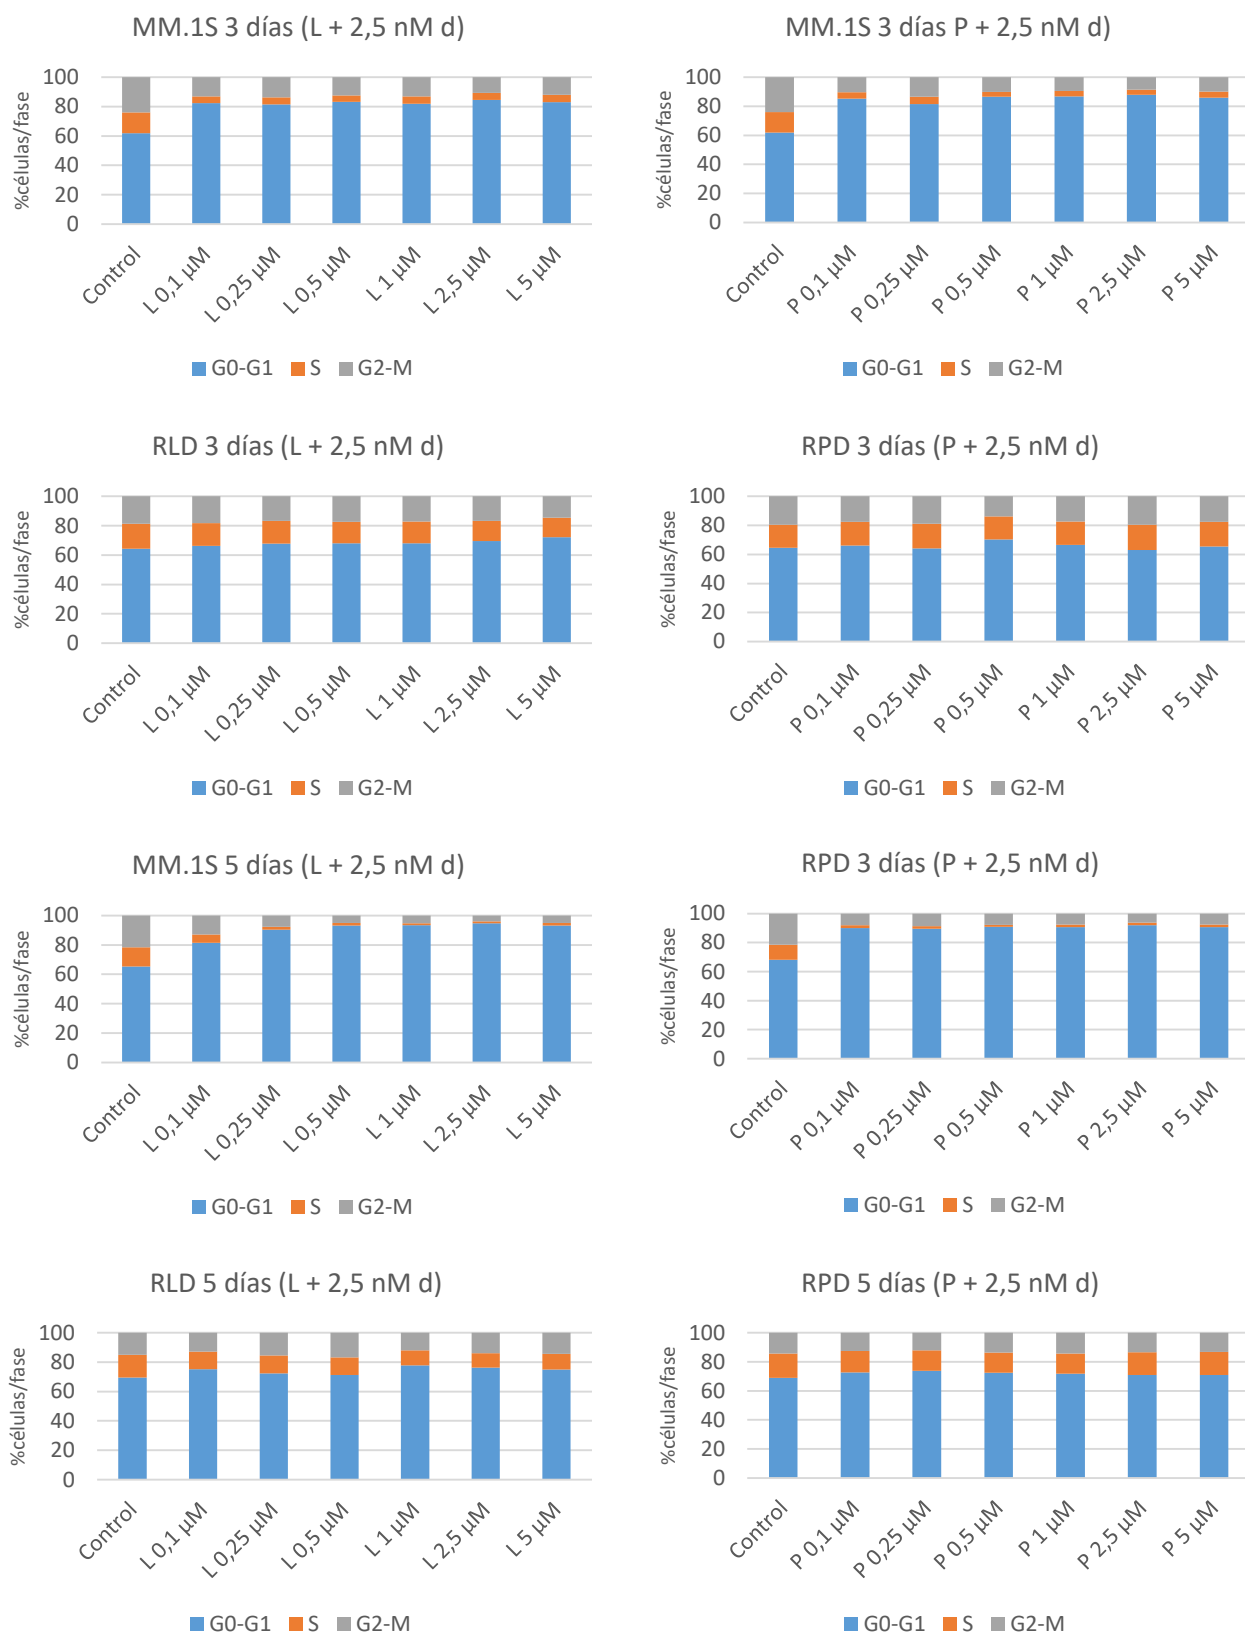 MM.1S 3 días (L + 2,5 nM d)
%células/fase
100
80
60
40
20
0
Control
L 0,1 µM
L 0,25 µM
L 0,5 µM
L 1 µM
L 2,5 µM
L 5 µM
G0-G1 S G2-M
MM.1S 3 días P + 2,5 nM d)
%células/fase
100
80
60
40
20
0
Control
P 0,1 µM
P 0,25 µM
P 0,5 µM
P 1 µM
P 2,5 µM
P 5 µM
G0-G1 S G2-M
RLD 3 días (L + 2,5 nM d)
%células/fase
100
80
60
40
20
0
Control
L 0,1 µM
L 0,25 µM
L 0,5 µM
L 1 µM
L 2,5 µM
L 5 µM
G0-G1 S G2-M
RPD 3 días (P + 2,5 nM d)
%células/fase
100
80
60
40
20
0
Control
P 0,1 µM
P 0,25 µM
P 0,5 µM
P 1 µM
P 2,5 µM
P 5 µM
G0-G1 S G2-M
MM.1S 5 días (L + 2,5 nM d)
%células/fase
100
80
60
40
20
0
Control
L 0,1 µM
L 0,25 µM
L 0,5 µM
L 1 µM
L 2,5 µM
L 5 µM
G0-G1 S G2-M
RPD 3 días (P + 2,5 nM d)
%células/fase
100
80
60
40
20
0
Control
P 0,1 µM
P 0,25 µM
P 0,5 µM
P 1 µM
P 2,5 µM
P 5 µM
G0-G1 S G2-M
RLD 5 días (L + 2,5 nM d)
%células/fase
100
80
60
40
20
0
Control
L 0,1 µM
L 0,25 µM
L 0,5 µM
L 1 µM
L 2,5 µM
L 5 µM
G0-G1 S G2-M
RPD 5 días (P + 2,5 nM d)
%células/fase
100
80
60
40
20
0
Control
P 0,1 µM
P 0,25 µM
P 0,5 µM
P 1 µM
P 2,5 µM
P 5 µM
G0-G1 S G2-M